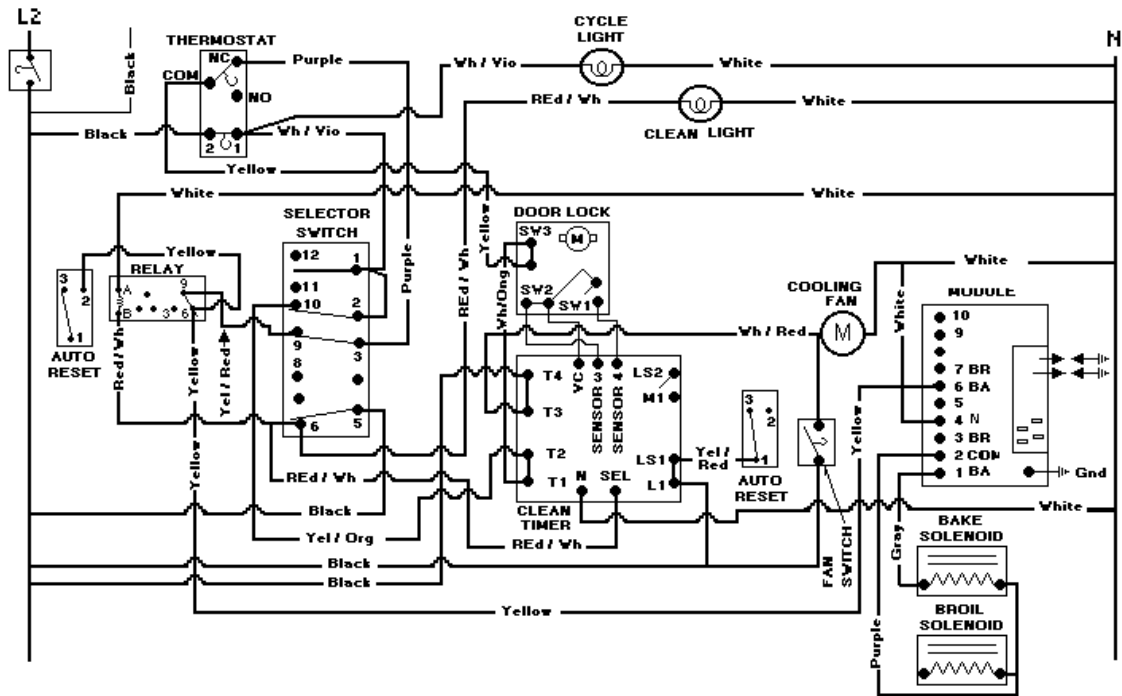 L2
N
CYCLE
LIGHT
THERMOSTAT
NC
Purple
Wh / Vio
White
COM
Black
NO
REd / Wh
White
Black
2 1
Wh / Vio
CLEAN LIGHT
Yellow
White
White
SELECTOR
SWITCH
DOOR LOCK
SW3
M
Yellow
12
1
Yellow
RELAY
Purple
REd / Wh
Wh/Ong
White
11
10
2
SW2
SW1
COOLING
FAN
MODULE
3
2
1
A
B
9
3
6
AUTO
RESET
Red / Wh
Yellow
Yel / Red
9
3
8
Wh / Red
M
White
10
9
7 BR
6 BA
5
4 N
3 BR
2 COM
1 BA
Gnd
T4
T3
T2
T1
VC
SENSOR 3
SENSOR 4
LS2
M1
LS1
L1
N
SEL
CLEAN
TIMER
Yel /
Red
3
2
1
AUTO
RESET
Yellow
5
6
Yellow
REd / Wh
Black
Yel / Org
REd / Wh
White
FAN
SWITCH
Black
Black
Yellow
Gray
BAKE
SOLENOID
Purple
BROIL
SOLENOID